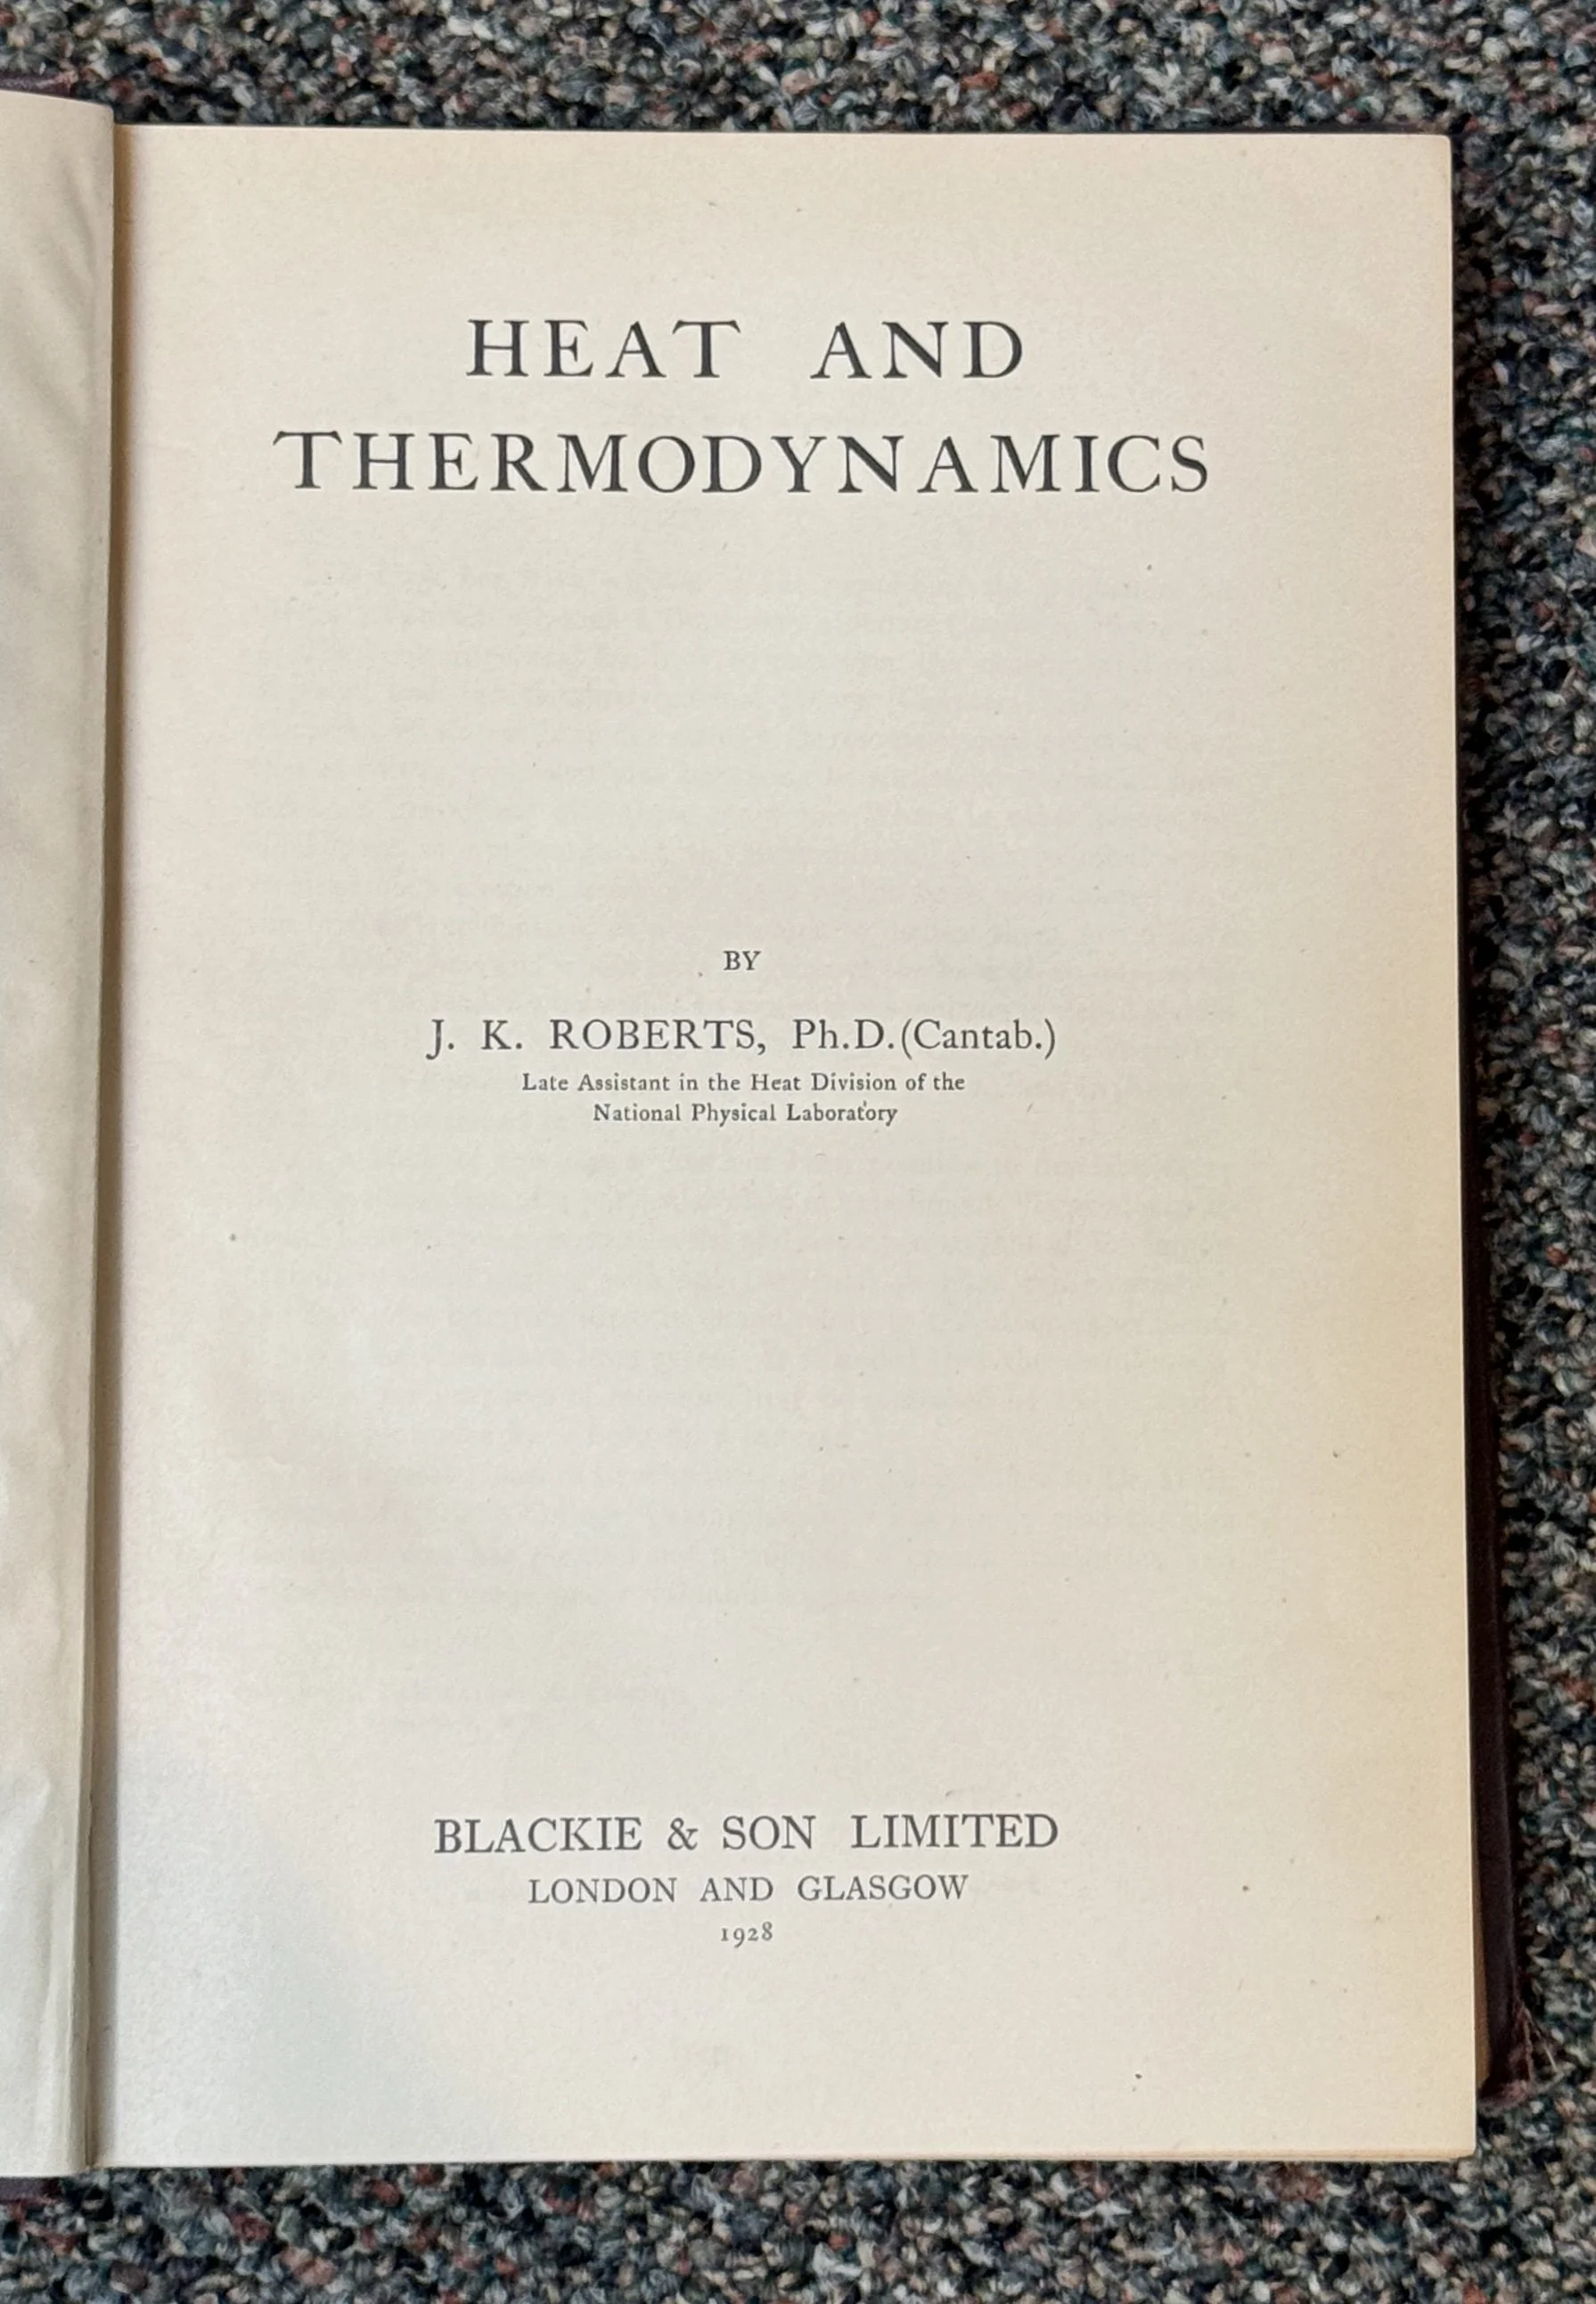 HEAT AND
THERMODYNAMICS
BY
J. K. ROBERTS, Ph.D.(Cantab.)
Late Assistant in the Heat Division of the
National Physical Laboratory
BLACKIE & SON LIMITED
LONDON AND GLASGOW
1928